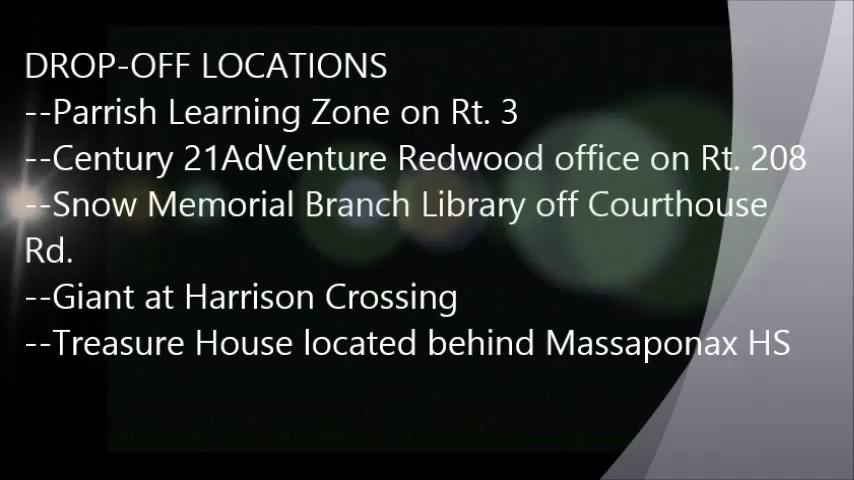 DROP-OFF LOCATIONS
--Parrish Learning Zone on Rt. 3
--Century 21AdVenture Redwood office on Rt. 208
--Snow Memorial Branch Library off Courthouse
Rd.
--Giant at Harrison Crossing
--Treasure House located behind Massaponax HS